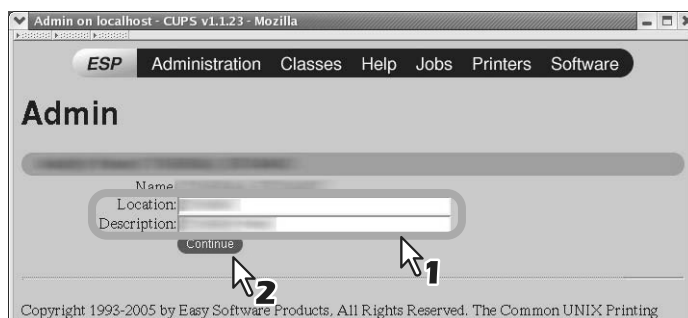 Admin on localhost - CUPS v1.1.23 - Mozilla
ESP Administration Classes Help Jobs Printers Software
Admin
Name
Location:
Description:
Continue
1
2
Copyright 1993-2005 by Easy Software Products, All Rights Reserved. The Common UNIX Printing